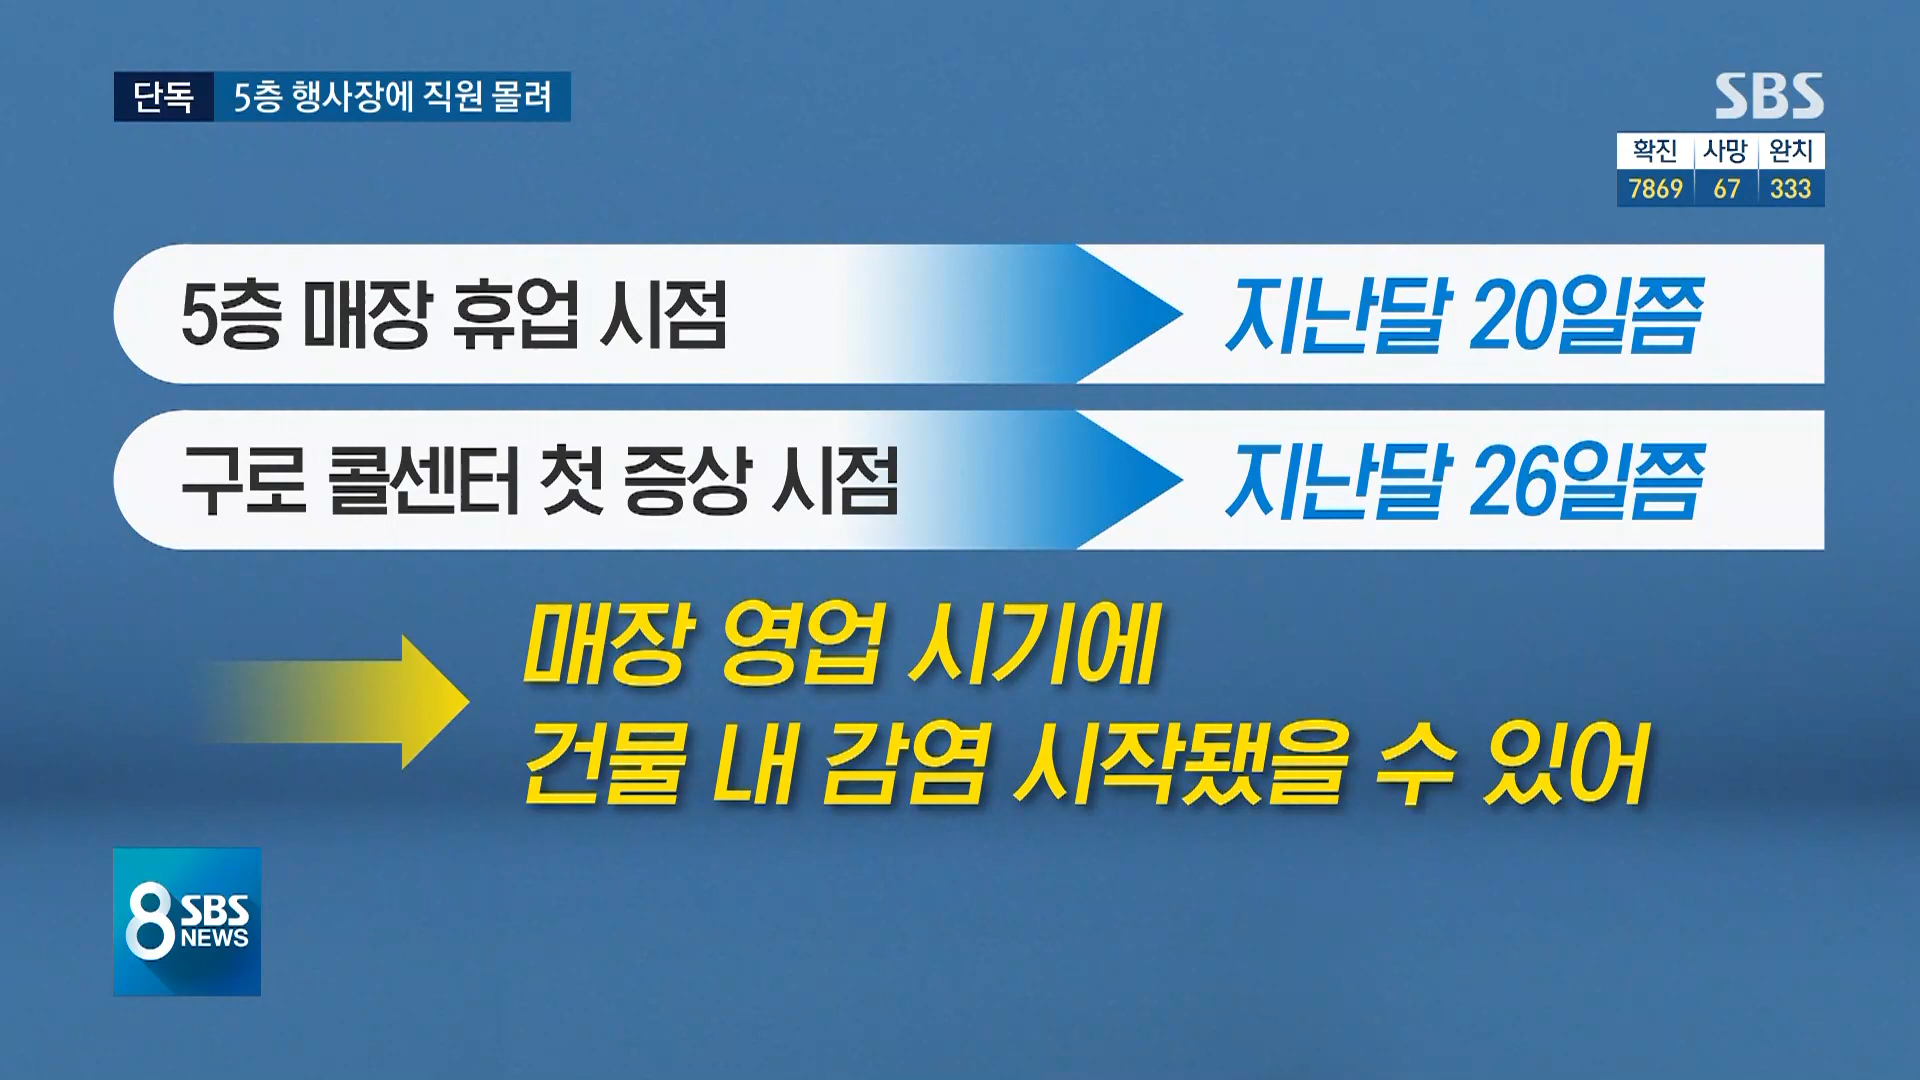 단독 5층 행사장에 직원 몰려
SBS
확진 사망 완치
7869 67 333
5층 매장 휴업 시점 지난달 20일쯤
구로 콜센터 첫 증상 시점 지난달 26일쯤
매장 영업 시기에
건물 내 감염 시작됐을 수 있어
8 SBS
NEWS